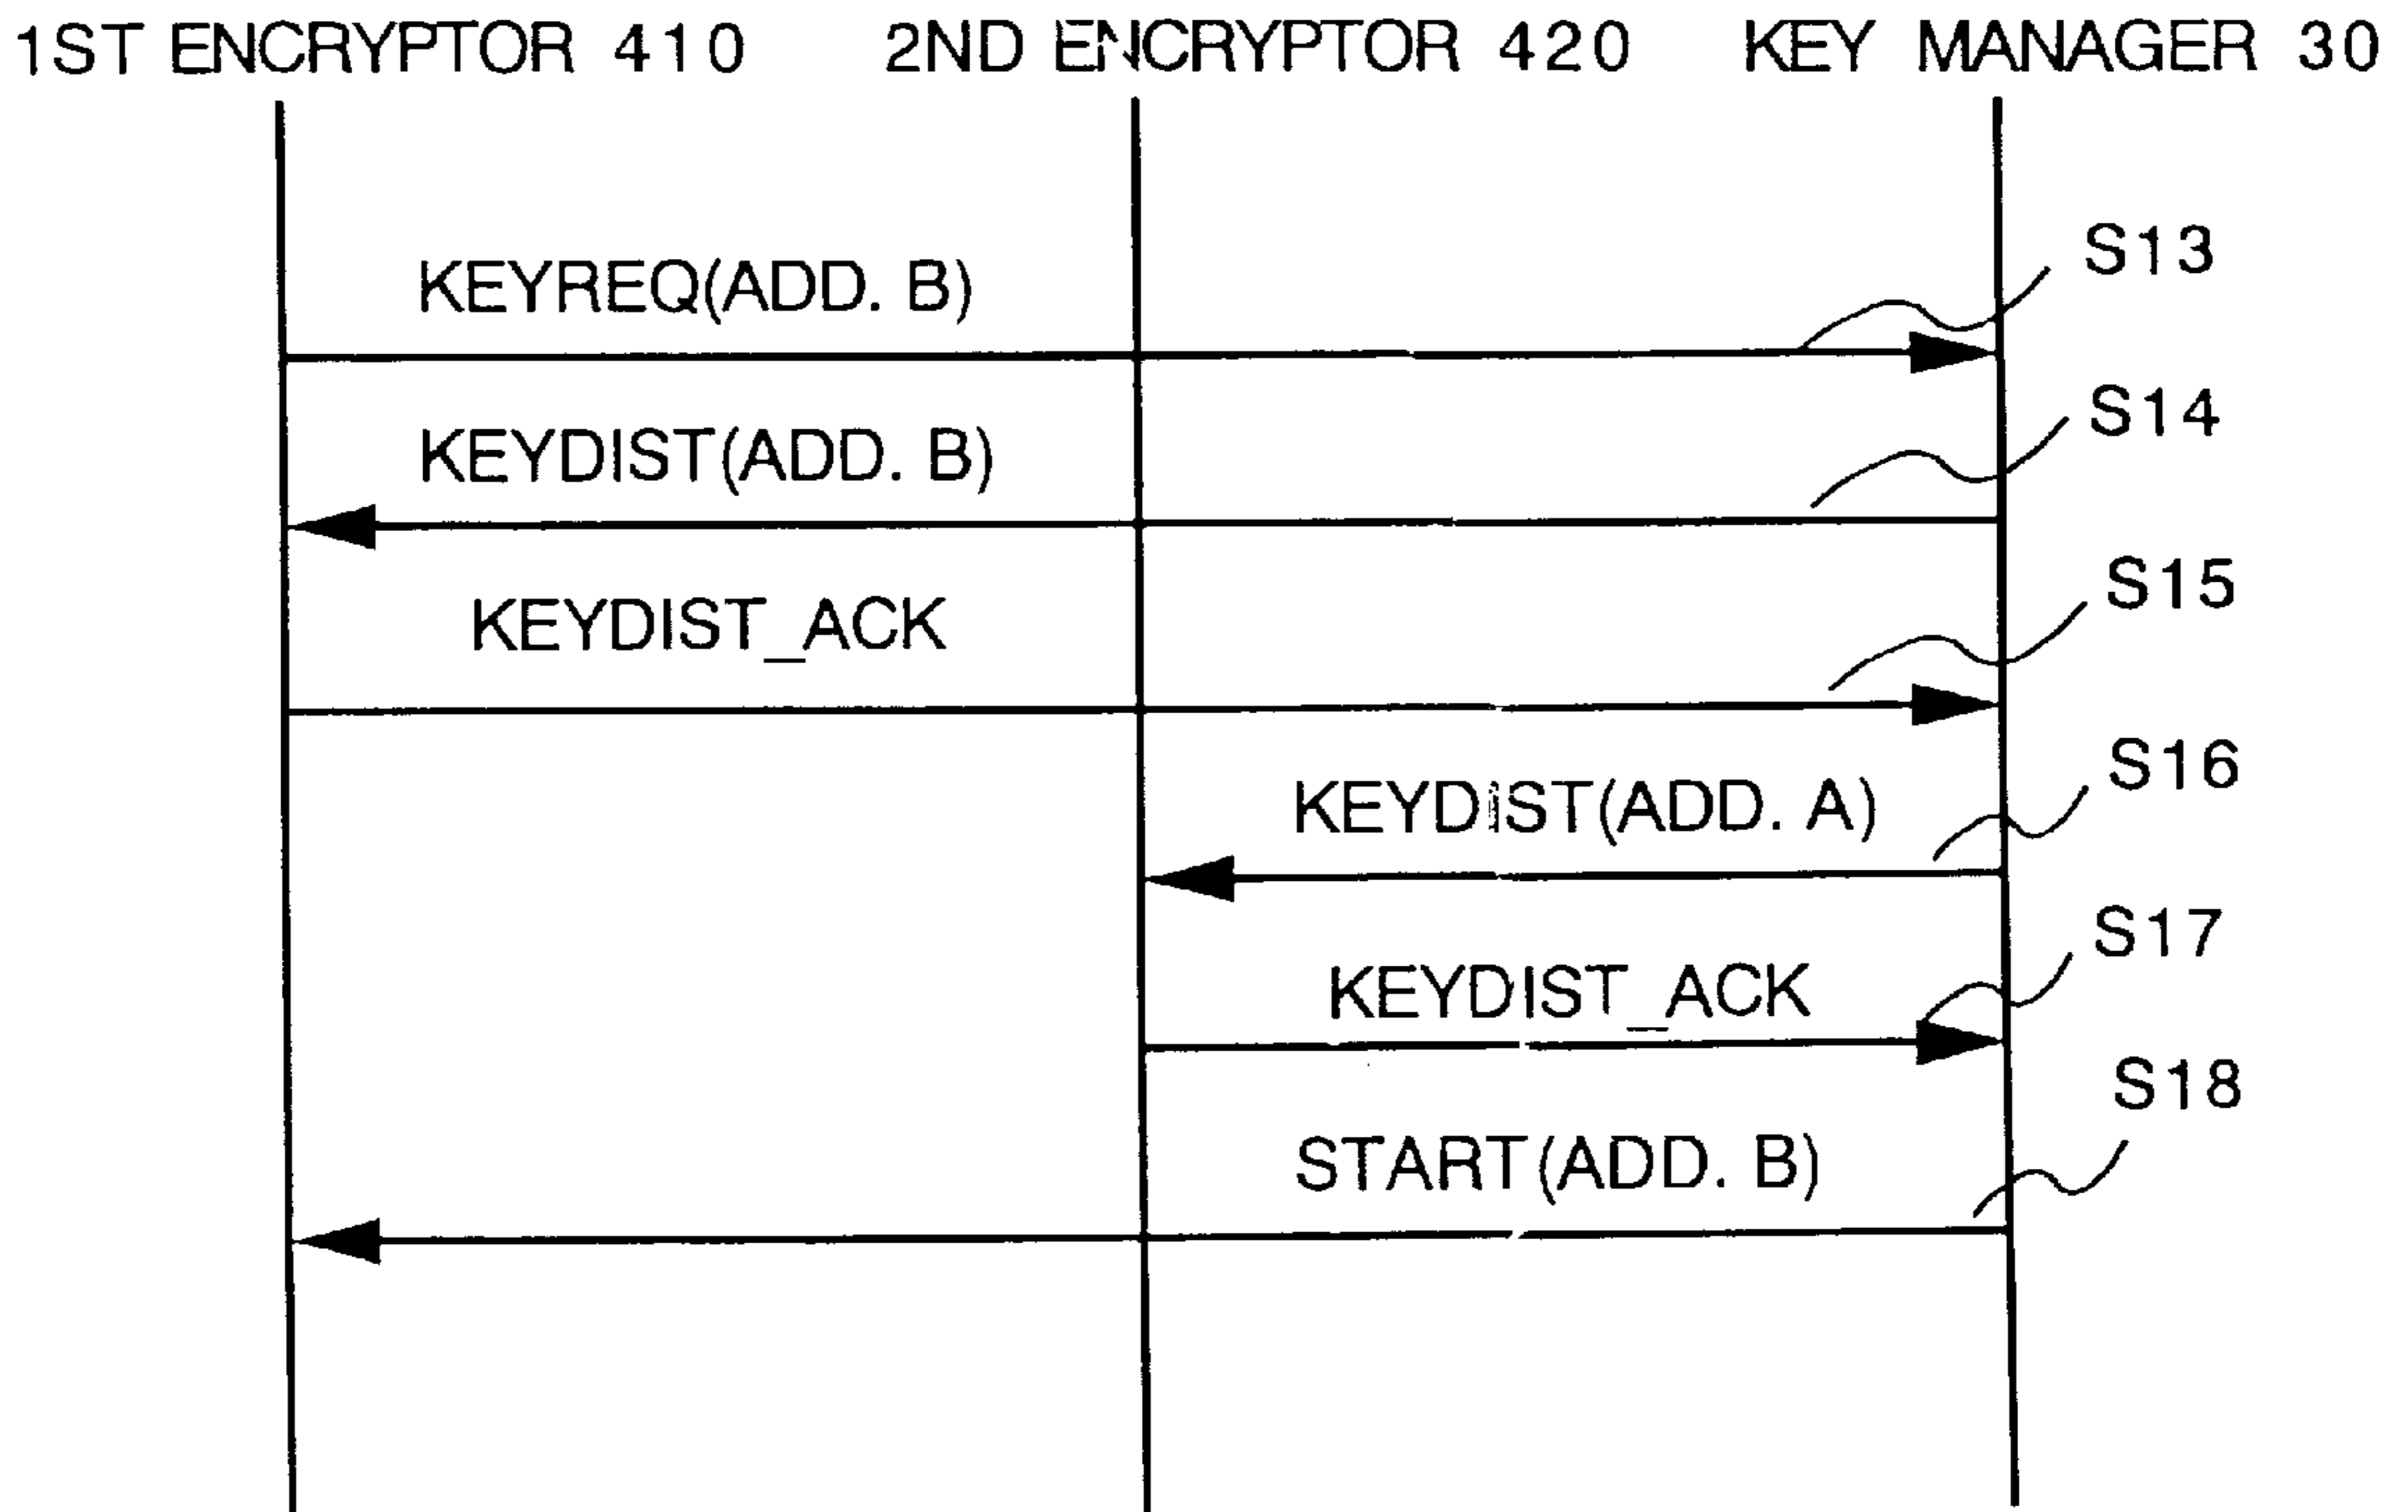 1ST ENCRYPTOR 410 2ND ENCRYPTOR 420 KEY MANAGER 30
S13
KEYREQ(ADD. B)
S14
KEYDIST(ADD. B)
S15
KEYDIST_ACK
S16
KEYDIST(ADD. A)
S17
KEYDIST_ACK
S18
START(ADD. B)